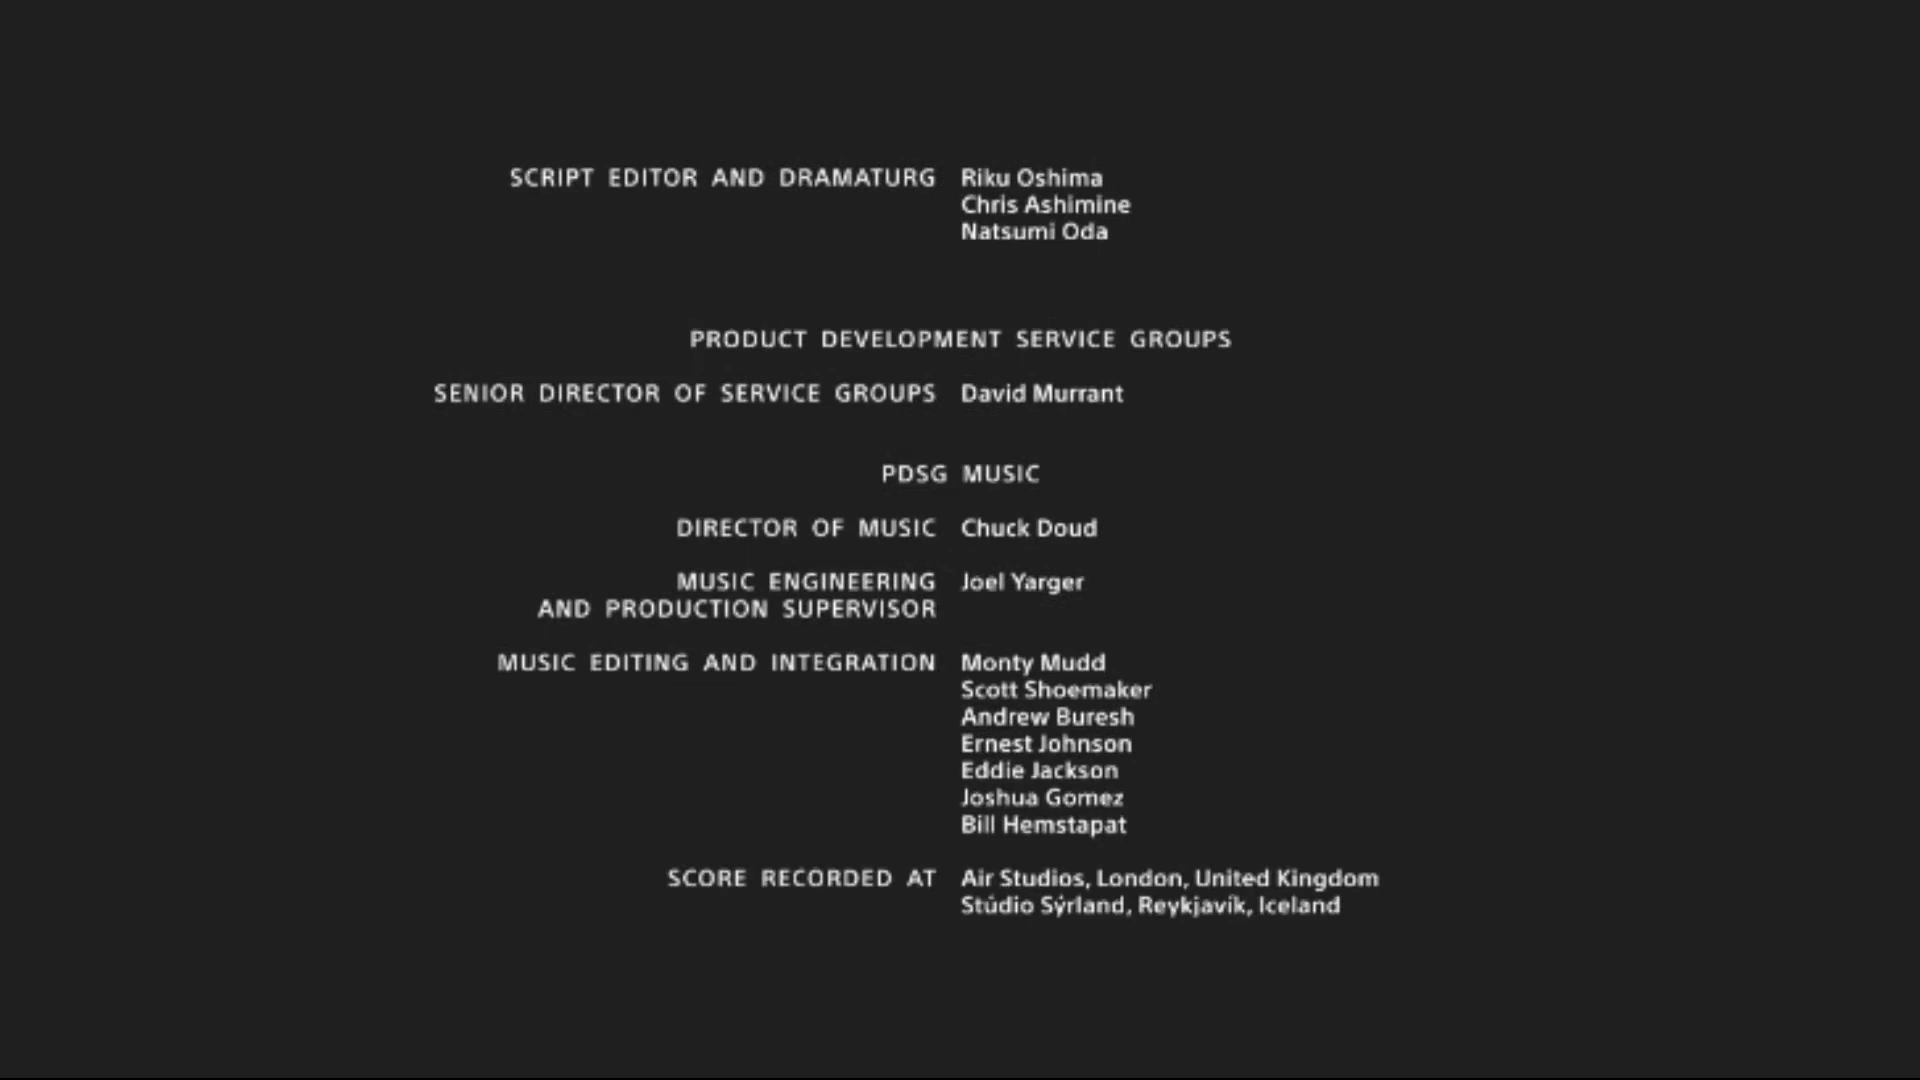 SCRIPT EDITOR AND DRAMATURG Riku Oshima
Chris Ashimine
Natsumi Oda
PRODUCT DEVELOPMENT SERVICE GROUPS
SENIOR DIRECTOR OF SERVICE GROUPS David Murrant
PDSG MUSIC
DIRECTOR OF MUSIC Chuck Doud
MUSIC ENGINEERING Joel Yarger
AND PRODUCTION SUPERVISOR
MUSIC EDITING AND INTEGRATION Monty Mudd
Scott Shoemaker
Andrew Buresh
Ernest Johnson
Eddie Jackson
Joshua Gomez
Bill Hemstapat
SCORE RECORDED AT Air Studios, London, United Kingdom
Stúdio Sýrland, Reykjavík, Iceland